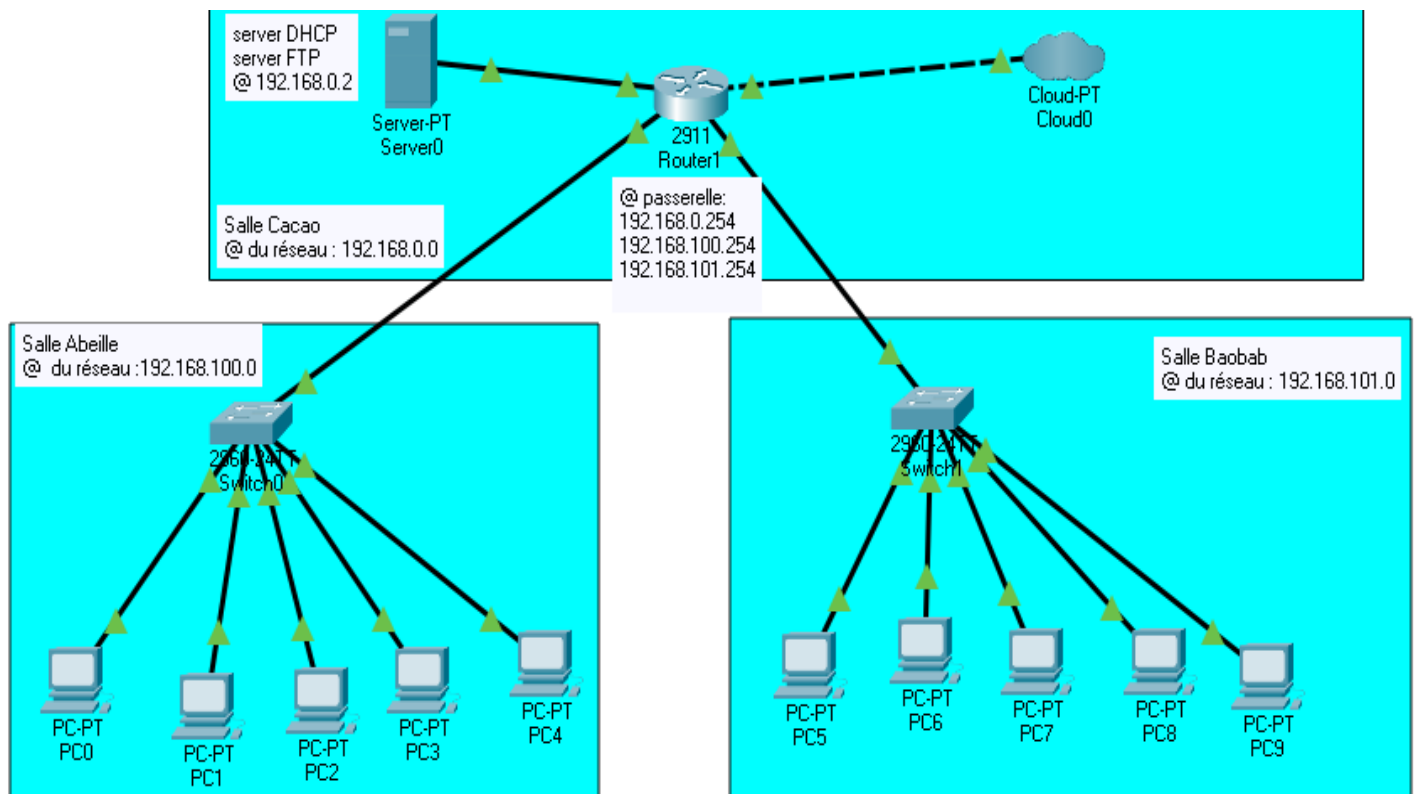 server DHCP
server FTP
@ 192.168.0.2
Server-PT
Server0
2911
Router1
Cloud-PT
Cloud0
@ passerelle:
192.168.0.254
192.168.100.254
192.168.101.254
Salle Cacao
@ du réseau : 192.168.0.0
Salle Abeille
@ du réseau :192.168.100.0
Salle Baobab
@ du réseau : 192.168.101.0
2960-24TT
Switch0
2960-24TT
Switch1
PC-PT
PC0
PC-PT
PC1
PC-PT
PC2
PC-PT
PC3
PC-PT
PC4
PC-PT
PC5
PC-PT
PC6
PC-PT
PC7
PC-PT
PC8
PC-PT
PC9